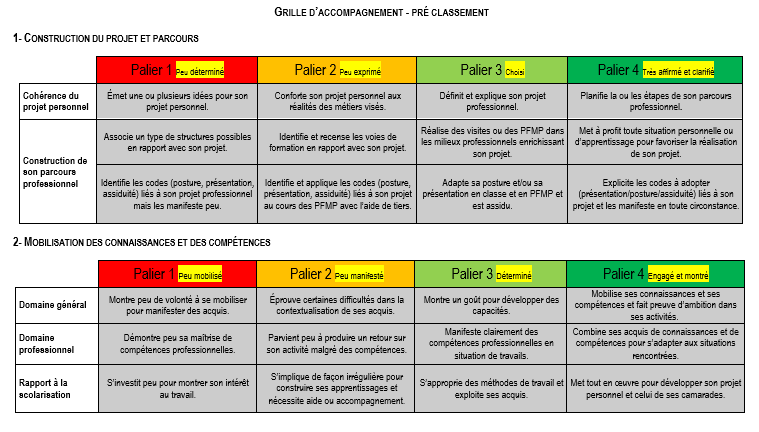 GRILLE D'ACCOMPAGNEMENT - PRÉ CLASSEMENT
1- CONSTRUCTION DU PROJET ET PARCOURS
Palier 1 Peu déterminé
Palier 2 Peu exprimé
Palier 3 Choisi
Palier 4 Très affirmé et clarifié
Cohérence du
projet personnel
Émet une ou plusieurs idées pour son
projet personnel.
Conforte son projet personnel aux
réalités des métiers visés.
Définit et explique son projet
professionnel.
Planifie la ou les étapes de son parcours
professionnel.
Construction de
son parcours
professionnel
Associe un type de structures possibles
en rapport avec son projet.
Identifie et recense les voies de
formation en rapport avec son projet.
Réalise des visites ou des PFMP dans
les milieux professionnels enrichissant
son projet.
Met à profit toute situation personnelle ou
d'apprentissage pour favoriser la réalisation
de son projet.
Identifie les codes (posture, présentation,
assiduité) liés à son projet professionnel
mais les manifeste peu.
Identifie et applique les codes (posture,
présentation, assiduité) liés à son projet
au cours des PFMP avec l'aide de tiers.
Adapte sa posture et/ou sa
présentation en classe et en PFMP et
est assidu.
Explicite les codes à adopter
(présentation/posture/assiduité) liés à son
projet et les manifeste en toute circonstance.
2- MOBILISATION DES CONNAISSANCES ET DES COMPÉTENCES
Palier 1 Peu mobilisé
Palier 2 Peu manifesté
Palier 3 Déterminé
Palier 4 Engagé et montré
Domaine général
Montre peu de volonté à se mobiliser
pour manifester des acquis.
Éprouve certaines difficultés dans la
contextualisation de ses acquis.
Montre un goût pour développer des
capacités.
Mobilise ses connaissances et ses
compétences et fait preuve d'ambition dans
ses activités.
Domaine
professionnel
Démontre peu sa maîtrise de
compétences professionnelles.
Parvient peu à produire un retour sur
son activité malgré des compétences.
Manifeste clairement des
compétences professionnelles en
situation de travails.
Combine ses acquis de connaissances et de
compétences pour s'adapter aux situations
rencontrées.
Rapport à la
scolarisation
S'investit peu pour montrer son intérêt
au travail.
S'implique de façon irrégulière pour
construire ses apprentissages et
nécessite aide ou accompagnement.
S'approprie des méthodes de travail et
exploite ses acquis.
Met tout en œuvre pour développer son projet
personnel et celui de ses camarades.